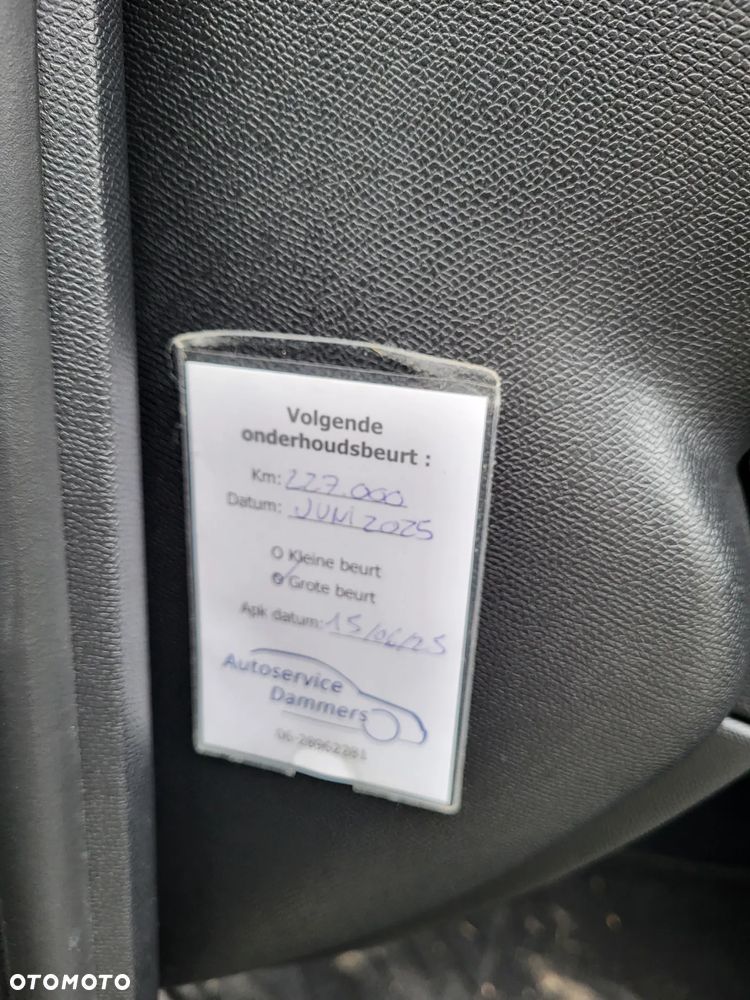 Volgende
onderhoudsbeurt :
Km: 227.000
Datum: JUNI 2025
O Kleine beurt
O Grote beurt
Apk datum: 15/06/25
Autoservice
Dammers
06-28962281
OTOMOTO